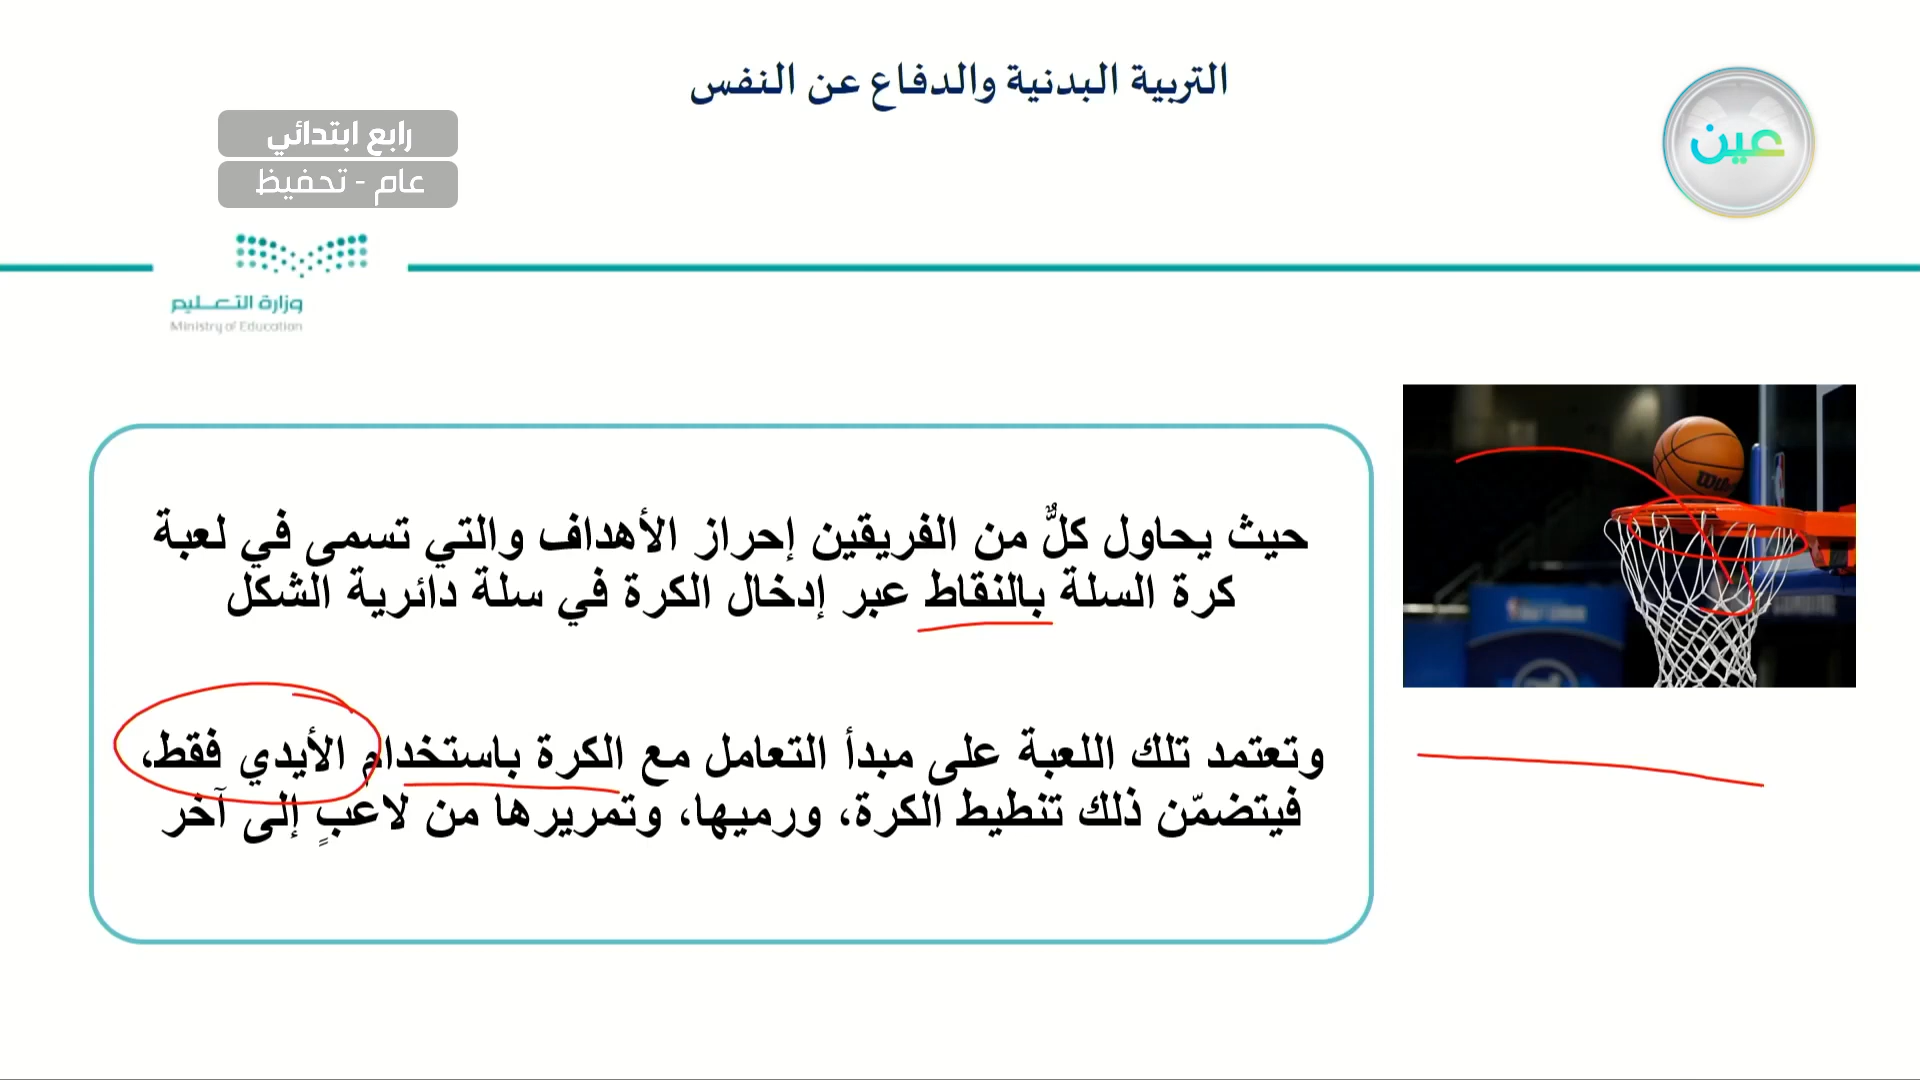 التربية البدنية والدفاع عن النفس
عين
رابع ابتدائي
عام - تحفيظ
وزارة التعليم
Ministry of Education
حيث يحاول كلٌّ من الفريقين إحراز الأهداف والتي تسمى في لعبة
كرة السلة بالنقاط عبر إدخال الكرة في سلة دائرية الشكل
وتعتمد تلك اللعبة على مبدأ التعامل مع الكرة باستخدام الأيدي فقط،
فيتضمّن ذلك تنطيط الكرة، ورميها، وتمريرها من لاعبٍ إلى آخر